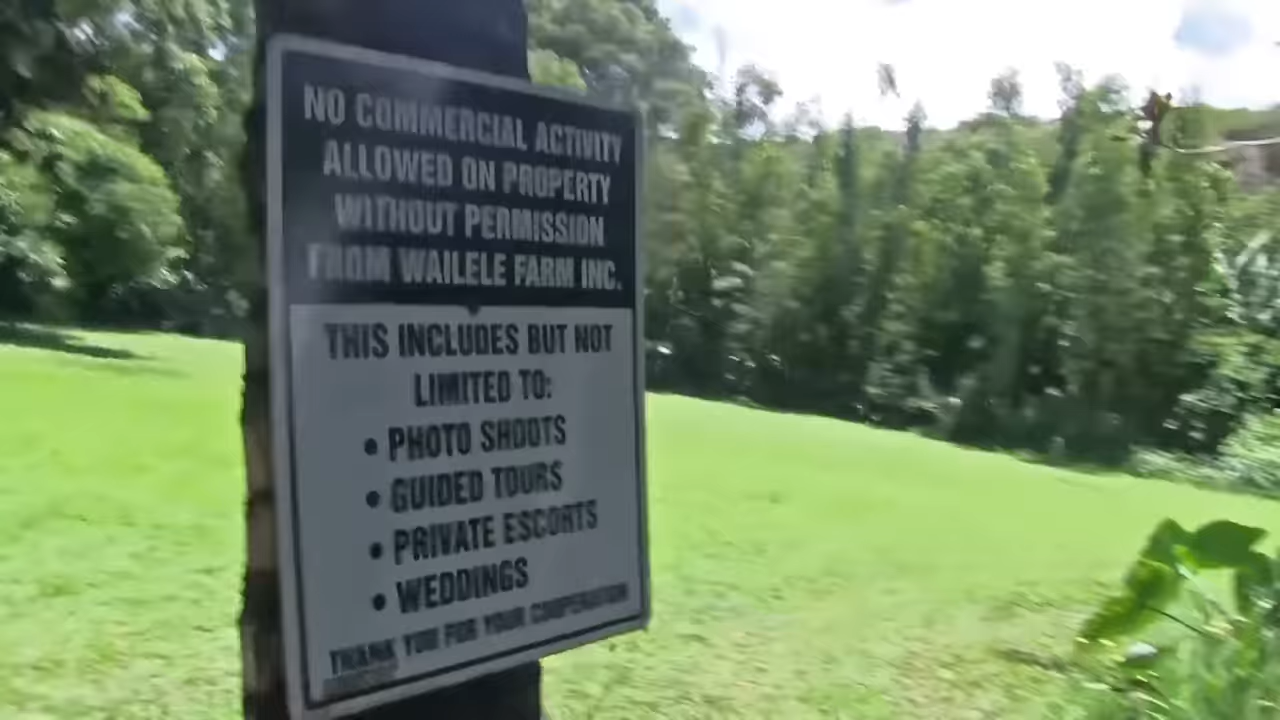 NO COMMERCIAL ACTIVITY
ALLOWED ON PROPERTY
WITHOUT PERMISSION
FROM WAILELE FARM INC.
THIS INCLUDES BUT NOT
LIMITED TO:
• PHOTO SHOOTS
• GUIDED TOURS
• PRIVATE ESCORTS
• WEDDINGS
THANK YOU FOR YOUR COOPERATION